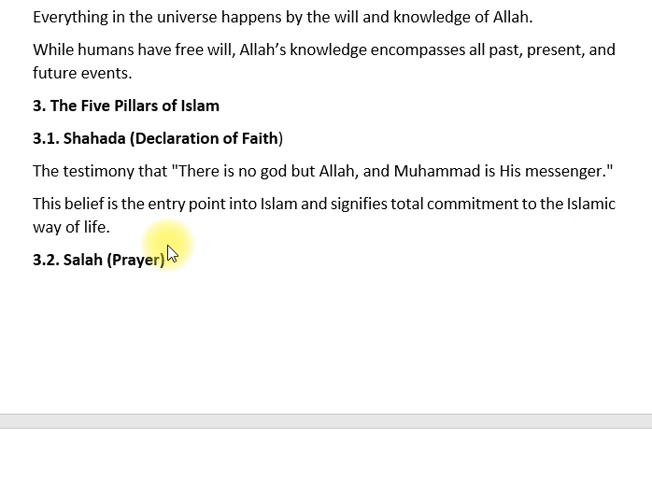 Everything in the universe happens by the will and knowledge of Allah.
While humans have free will, Allah’s knowledge encompasses all past, present, and
future events.
3. The Five Pillars of Islam
3.1. Shahada (Declaration of Faith)
The testimony that "There is no god but Allah, and Muhammad is His messenger."
This belief is the entry point into Islam and signifies total commitment to the Islamic
way of life.
3.2. Salah (Prayer)